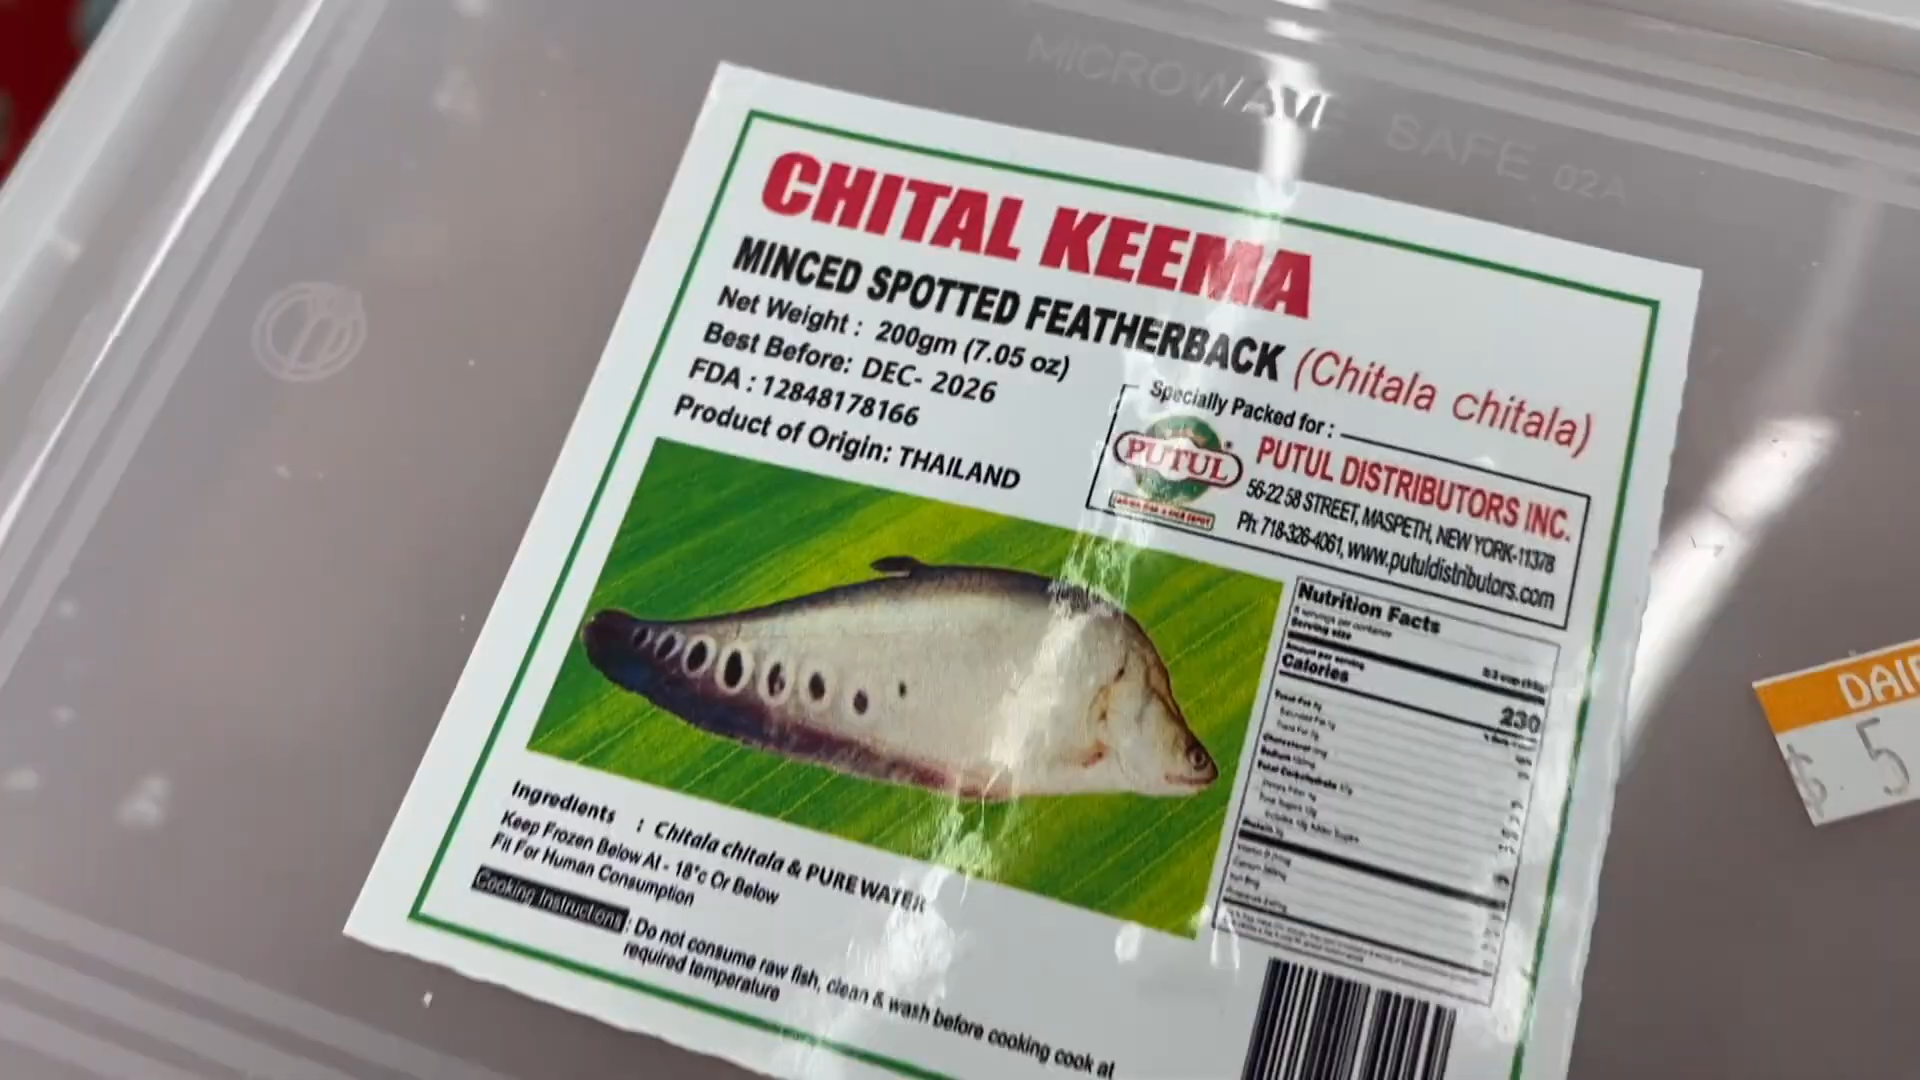 MICROWAVE SAFE 02A
CHITAL KEEMA
MINCED SPOTTED FEATHERBACK (Chitala chitala)
Net Weight : 200gm (7.05 oz)
Best Before: DEC- 2026
FDA : 12848178166
Product of Origin: THAILAND
Specially Packed for :
PUTUL
PUTUL DISTRIBUTORS INC.
56-22 58 STREET, MASPETH, NEW YORK-11378
Ph: 718-326-4061, www.putuldistributors.com
Nutrition Facts
Serving size
Amount per serving
Calories 230
Ingredients : Chitala chitala & PURE WATER
Keep Frozen Below At - 18°c Or Below
Fit For Human Consumption
Cooking Instructions : Do not consume raw fish, clean & wash before cooking cook at
required temperature
$ 5